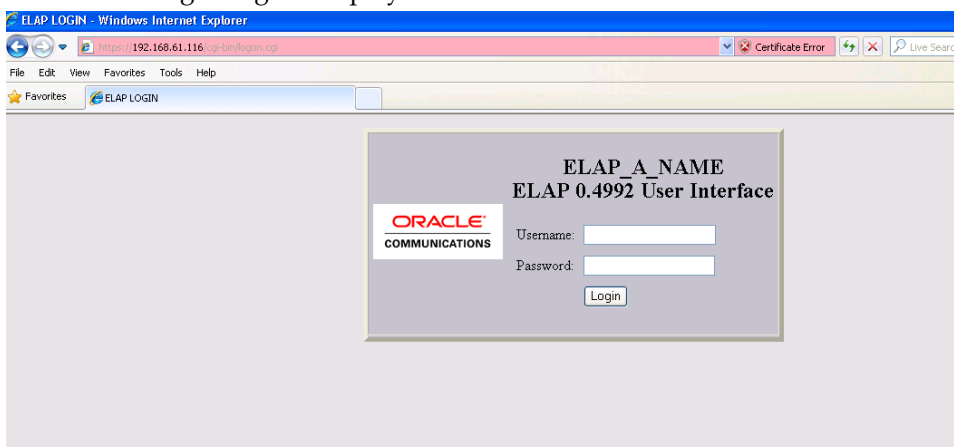 ELAP LOGIN - Windows Internet Explorer
https://192.168.61.116/cgi-bin/logon.cgi Certificate Error Live Searc
File Edit View Favorites Tools Help
Favorites ELAP LOGIN
ELAP_A_NAME
ELAP 0.4992 User Interface
ORACLE
COMMUNICATIONS
Username:
Password:
Login